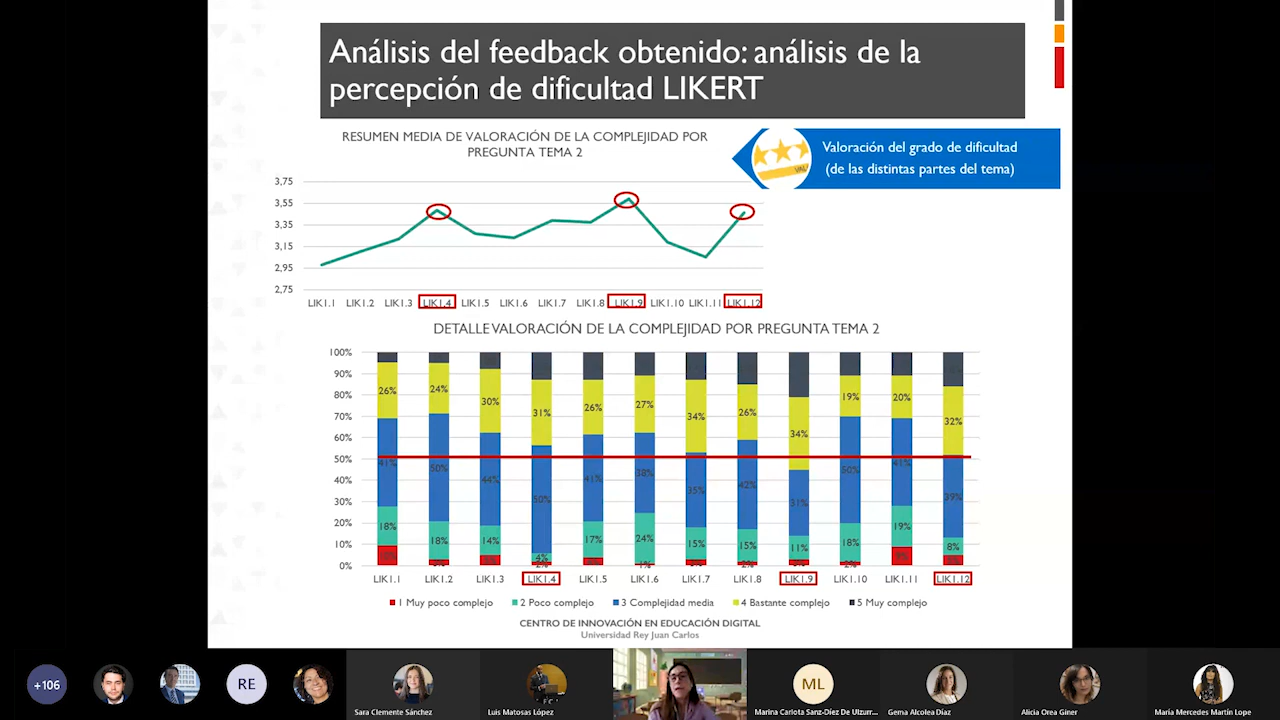 Análisis del feedback obtenido: análisis de la
percepción de dificultad LIKERT
RESUMEN MEDIA DE VALORACIÓN DE LA COMPLEJIDAD POR
PREGUNTA TEMA 2
VAL
Valoración del grado de dificultad
(de las distintas partes del tema)
3,75
3,55
3,35
3,15
2,95
2,75
LIK1.1 LIK1.2 LIK1.3 LIK1.4 LIK1.5 LIK1.6 LIK1.7 LIK1.8 LIK1.9 LIK1.10 LIK1.11 LIK1.12
DETALLE VALORACIÓN DE LA COMPLEJIDAD POR PREGUNTA TEMA 2
100%
90%
80%
70%
60%
50%
40%
30%
20%
10%
0%
26% 24% 30% 31% 26% 27% 34% 26% 34% 19% 20% 32%
41% 50% 44% 50% 41% 38% 35% 42% 31% 50% 41% 39%
18% 18% 14% 4% 17% 24% 15% 15% 11% 18% 19% 8%
LIK1.1 LIK1.2 LIK1.3 LIK1.4 LIK1.5 LIK1.6 LIK1.7 LIK1.8 LIK1.9 LIK1.10 LIK1.11 LIK1.12
1 Muy poco complejo 2 Poco complejo 3 Complejidad media 4 Bastante complejo 5 Muy complejo
CENTRO DE INNOVACIÓN EN EDUCACIÓN DIGITAL
Universidad Rey Juan Carlos
+106
RE
ML
Sara Clemente Sánchez
Luis Matosas López
Marina Carlota Sanz-Díez De Ulzurr...
Gema Alcolea Díaz
Alicia Orea Giner
María Mercedes Martín Lope